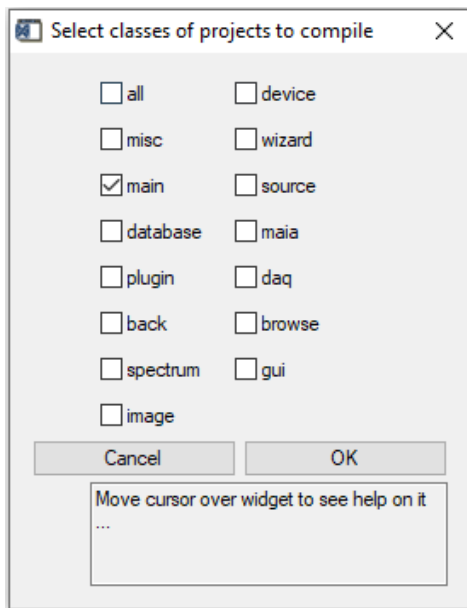 Select classes of projects to compile
all
device
misc
wizard
main
source
database
maia
plugin
daq
back
browse
spectrum
gui
image
Cancel
OK
Move cursor over widget to see help on it
...